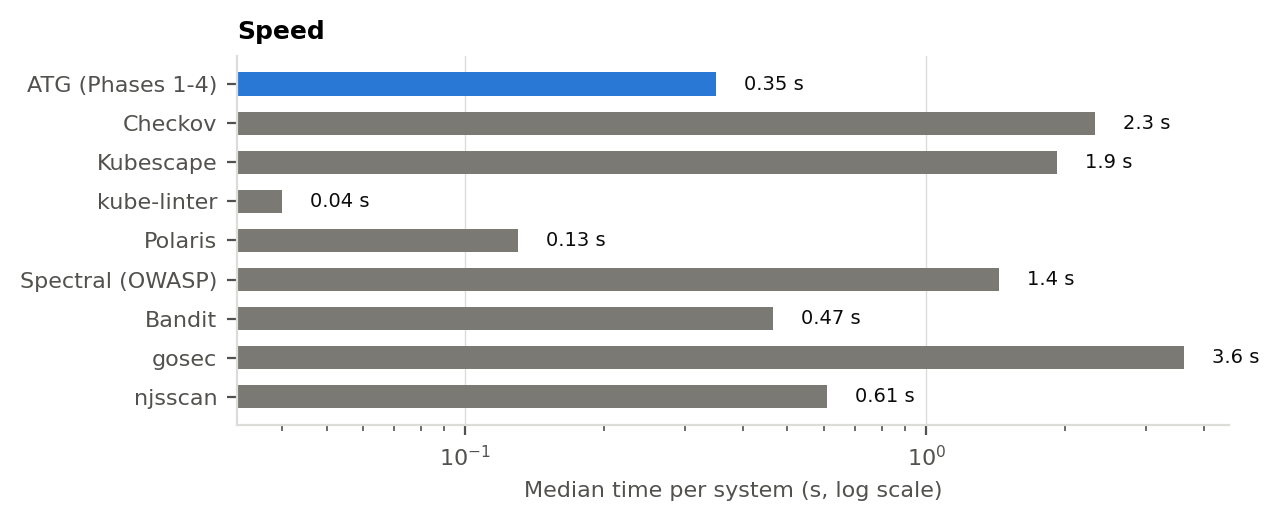 Speed
ATG (Phases 1-4)
0.35 s
Checkov
2.3 s
Kubescape
1.9 s
kube-linter
0.04 s
Polaris
0.13 s
Spectral (OWASP)
1.4 s
Bandit
0.47 s
gosec
3.6 s
njsscan
0.61 s
10⁻¹
10⁰
Median time per system (s, log scale)